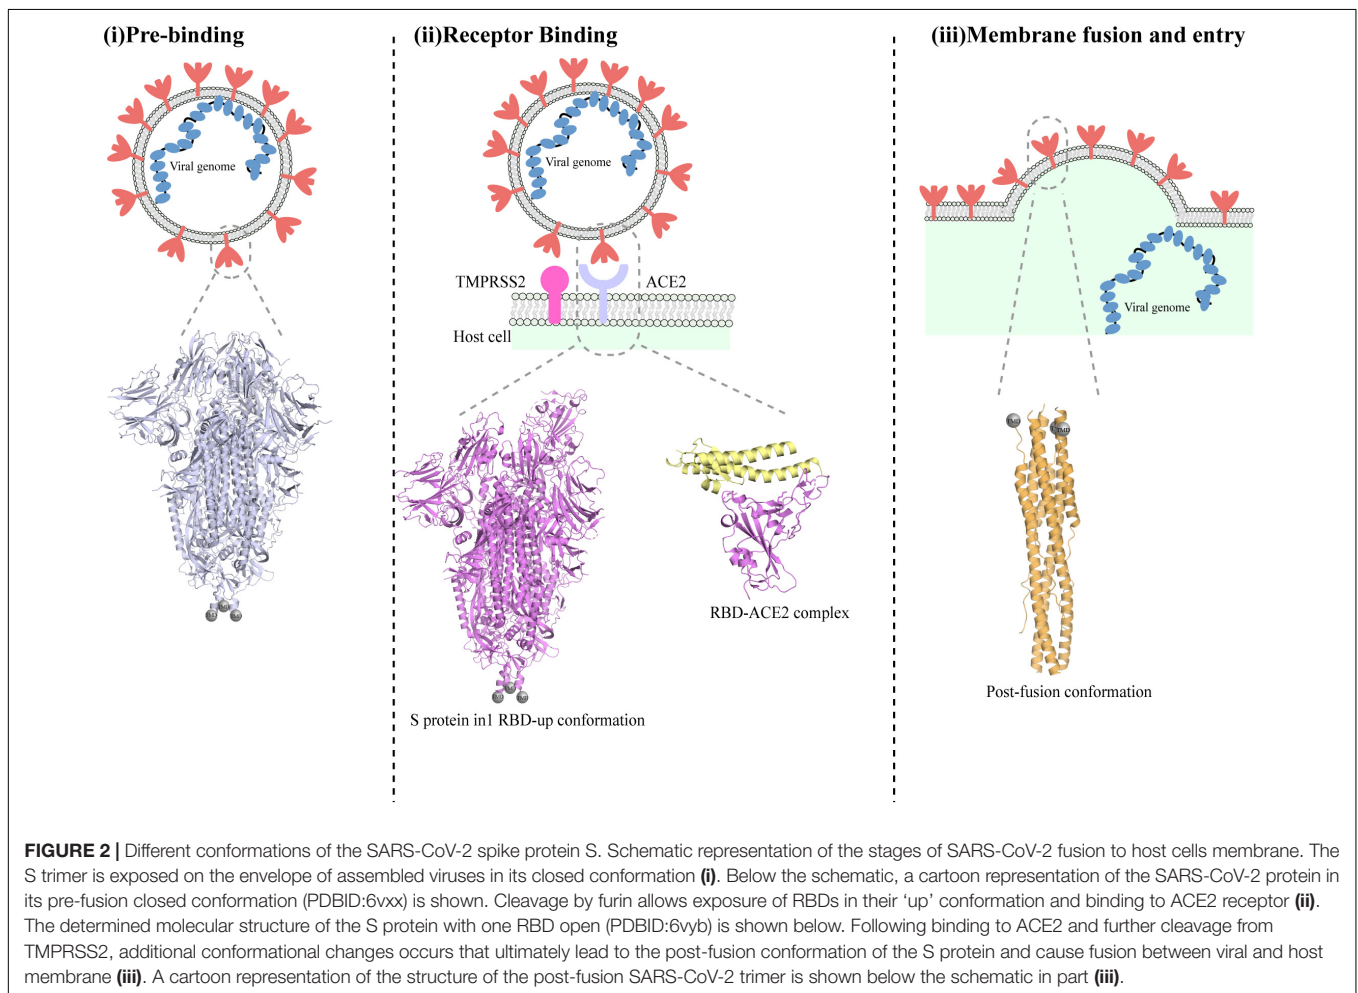 (i)Pre-binding
(ii)Receptor Binding
(iii)Membrane fusion and entry
Viral genome
Viral genome
TMPRSS2
ACE2
Host cell
Viral genome
TMD
TMD
RBD-ACE2 complex
S protein in1 RBD-up conformation
Post-fusion conformation
FIGURE 2 | Different conformations of the SARS-CoV-2 spike protein S. Schematic representation of the stages of SARS-CoV-2 fusion to host cells membrane. The
S trimer is exposed on the envelope of assembled viruses in its closed conformation (i). Below the schematic, a cartoon representation of the SARS-CoV-2 protein in
its pre-fusion closed conformation (PDBID:6vxx) is shown. Cleavage by furin allows exposure of RBDs in their ‘up’ conformation and binding to ACE2 receptor (ii).
The determined molecular structure of the S protein with one RBD open (PDBID:6vyb) is shown below. Following binding to ACE2 and further cleavage from
TMPRSS2, additional conformational changes occurs that ultimately lead to the post-fusion conformation of the S protein and cause fusion between viral and host
membrane (iii). A cartoon representation of the structure of the post-fusion SARS-CoV-2 trimer is shown below the schematic in part (iii).